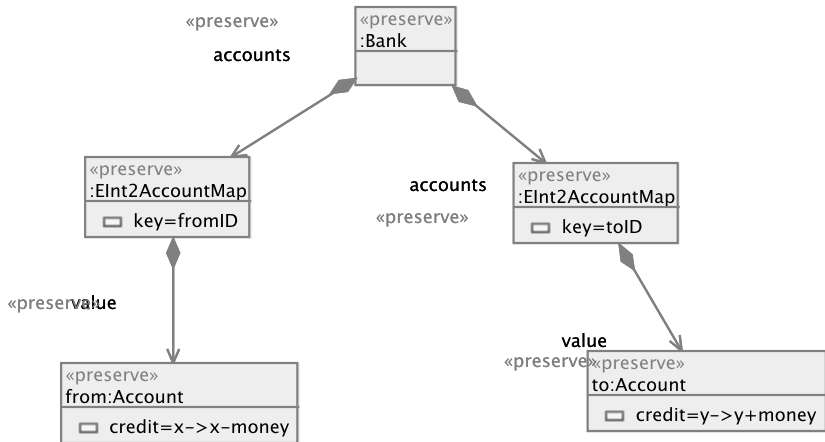 «preserve»
accounts
«preserve»
:Bank
«preserve»
:EInt2AccountMap
key=fromID
accounts
«preserve»
«preserve»
:EInt2AccountMap
key=toID
«preserve»
value
value
«preserve»
«preserve»
from:Account
credit=x->x-money
«preserve»
to:Account
credit=y->y+money